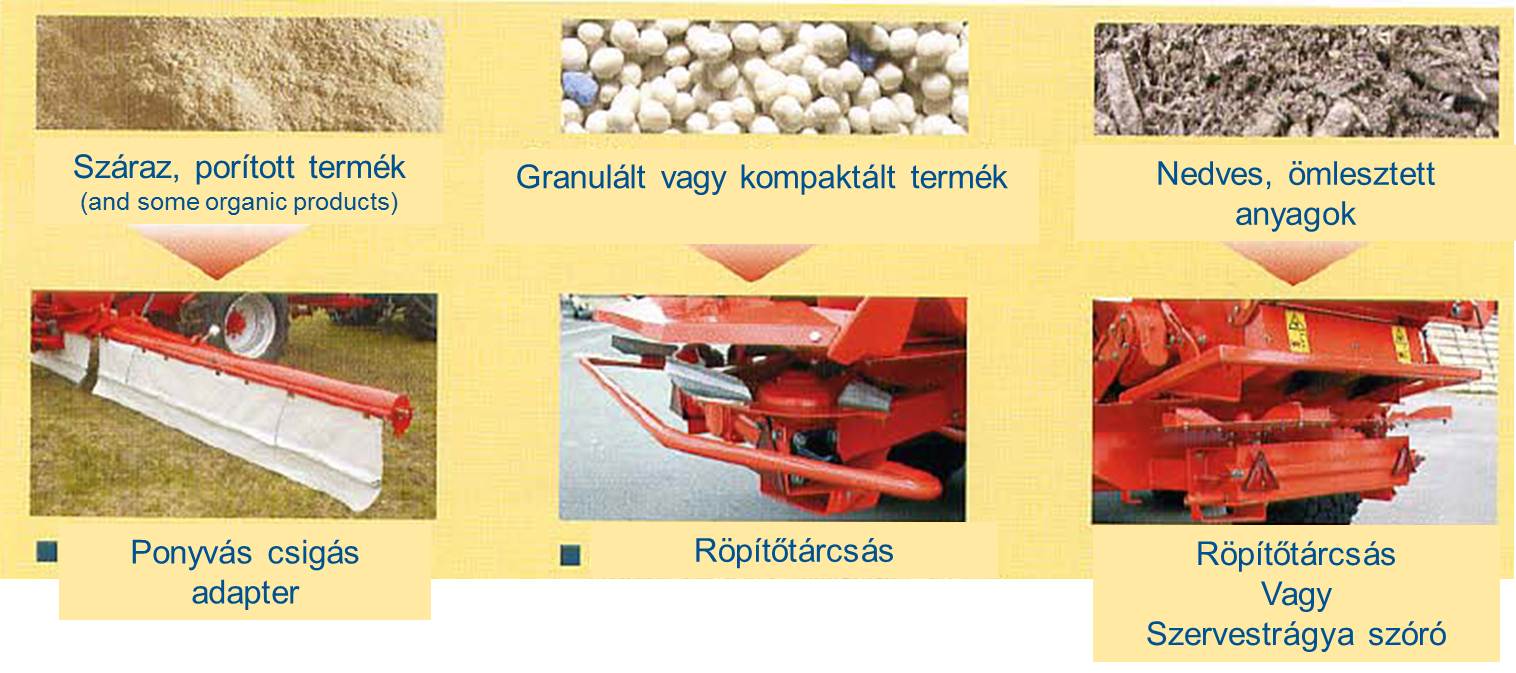 Száraz, porított termék
(and some organic products)
Granulált vagy kompaktált termék
Nedves, ömlesztett
anyagok
Ponyvás csigás
adapter
Röpítőtárcsás
Röpítőtárcsás
Vagy
Szervestrágya szóró